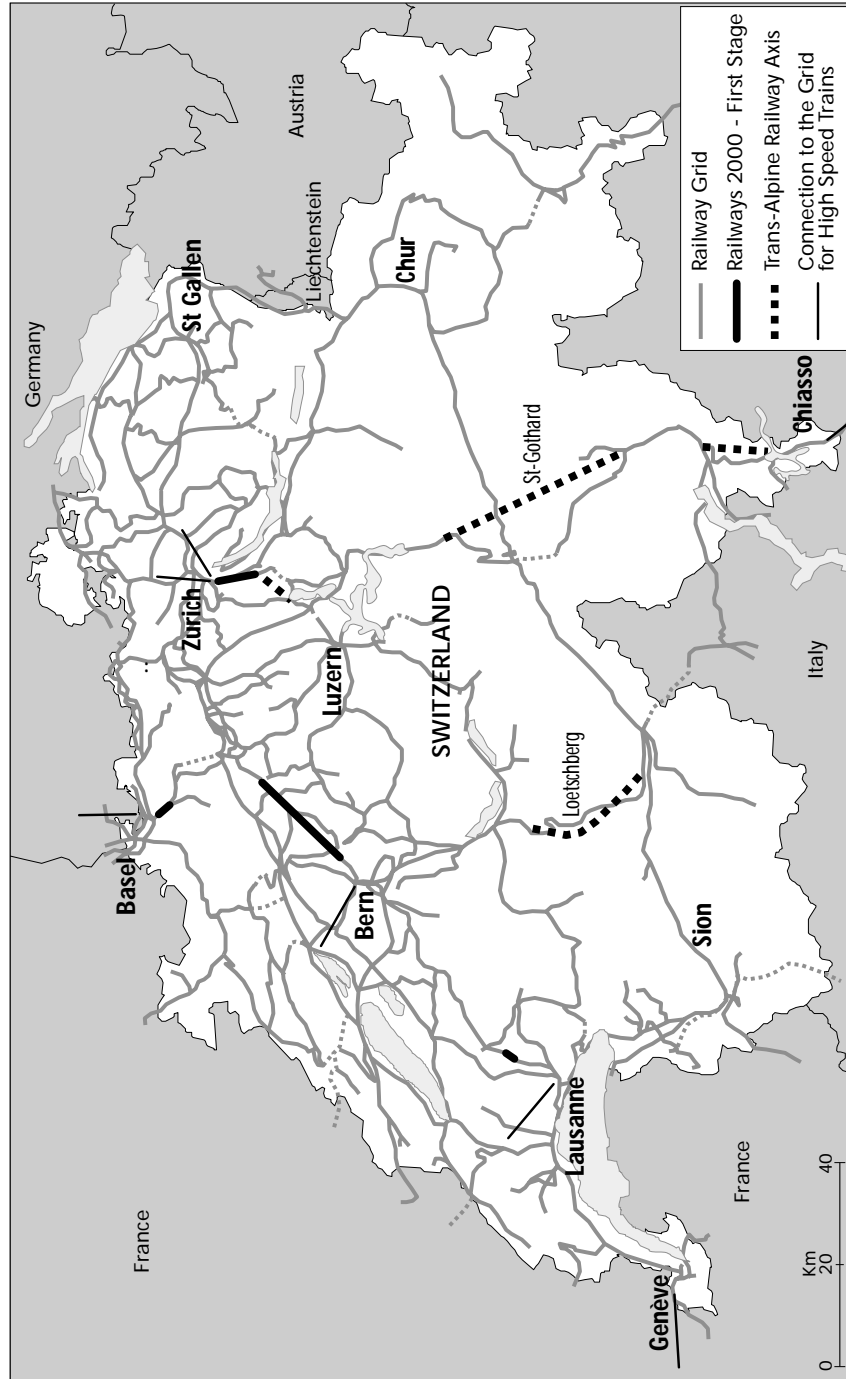 Germany
Austria
Liechtenstein
France
St Gallen
Zurich
Basel
Chur
Luzern
SWITZERLAND
Bern
St-Gothard
Loetschberg
Lausanne
Sion
Genève
France
Italy
Chiasso
Km
0 20 40
Railway Grid
Railways 2000 - First Stage
Trans-Alpine Railway Axis
Connection to the Grid
for High Speed Trains